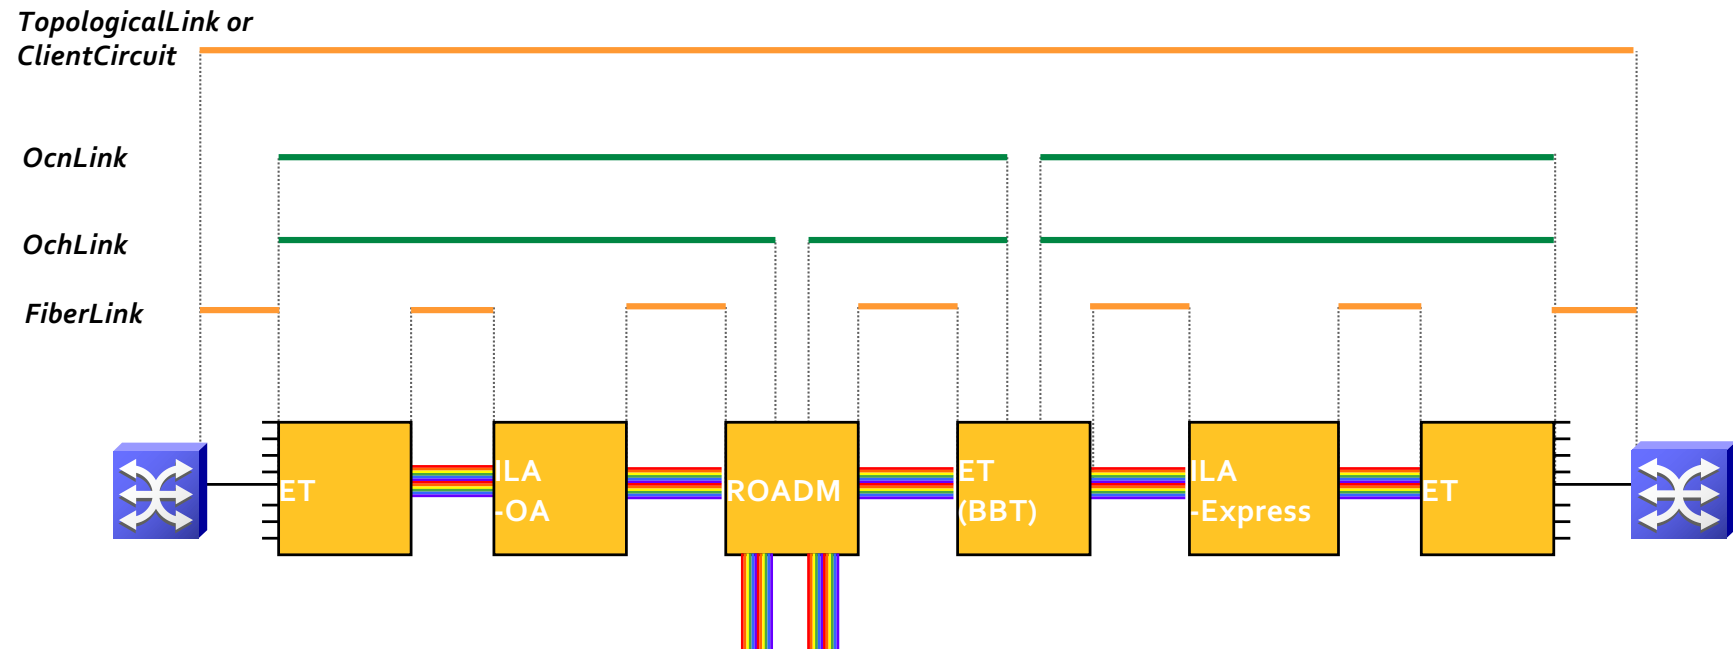 TopologicalLink or
ClientCircuit
OcnLink
OchLink
FiberLink
ET
ILA
-OA
ROADM
ET
(BBT)
ILA
-Express
ET